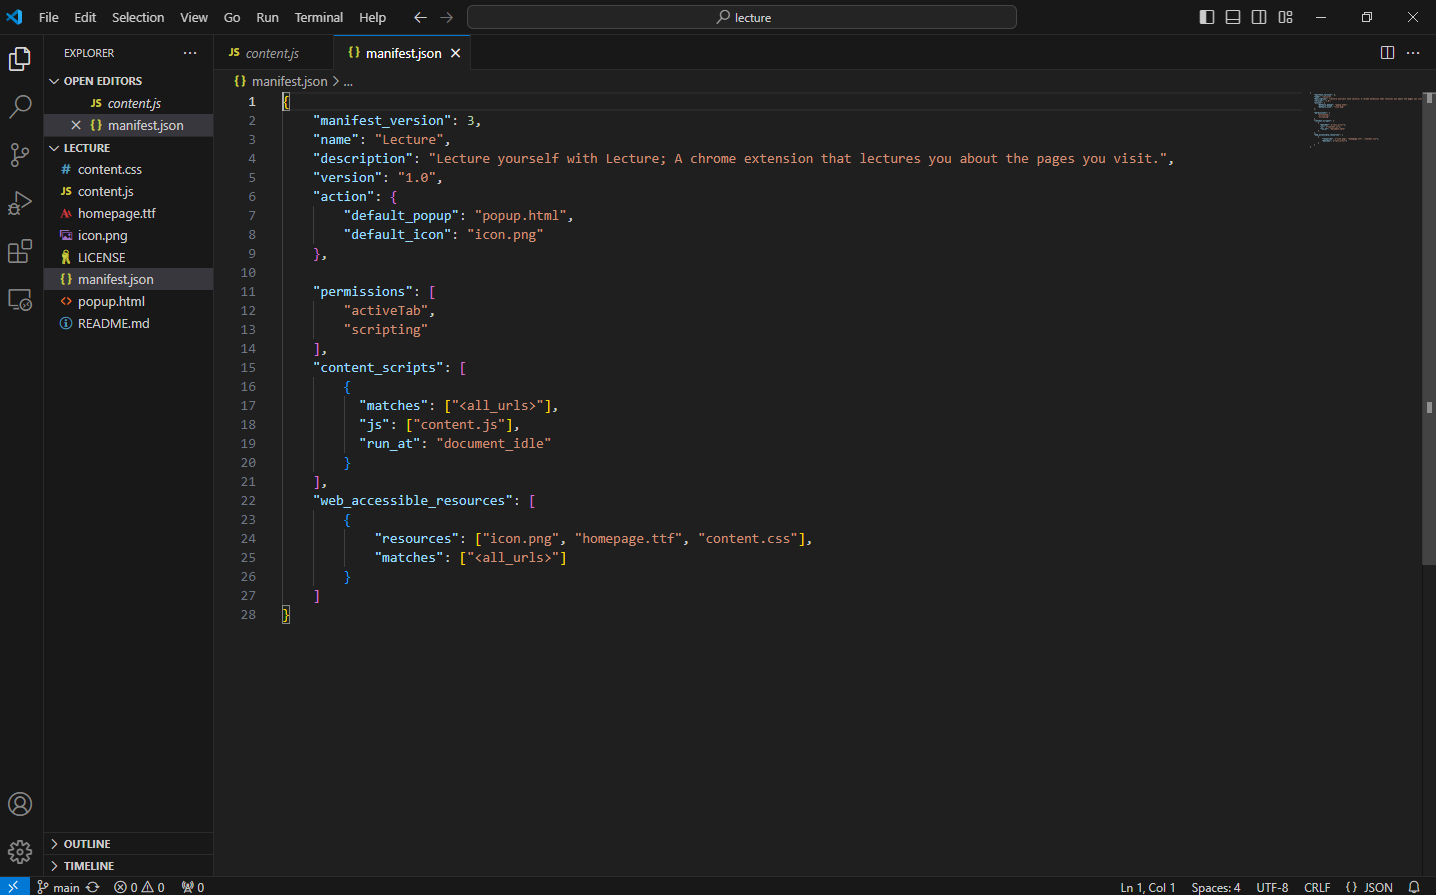 File Edit Selection View Go Run Terminal Help lecture
EXPLORER
OPEN EDITORS
JS content.js
{} manifest.json
LECTURE
# content.css
JS content.js
homepage.ttf
icon.png
LICENSE
{} manifest.json
<> popup.html
README.md
OUTLINE
TIMELINE
JS content.js
{} manifest.json
{} manifest.json > ...
1 {
2 "manifest_version": 3,
3 "name": "Lecture",
4 "description": "Lecture yourself with Lecture; A chrome extension that lectures you about the pages you visit.",
5 "version": "1.0",
6 "action": {
7 "default_popup": "popup.html",
8 "default_icon": "icon.png"
9 },
10
11 "permissions": [
12 "activeTab",
13 "scripting"
14 ],
15 "content_scripts": [
16 {
17 "matches": ["<all_urls>"],
18 "js": ["content.js"],
19 "run_at": "document_idle"
20 }
21 ],
22 "web_accessible_resources": [
23 {
24 "resources": ["icon.png", "homepage.ttf", "content.css"],
25 "matches": ["<all_urls>"]
26 }
27 ]
28 }
main 0 0 0 Ln 1, Col 1 Spaces: 4 UTF-8 CRLF {} JSON